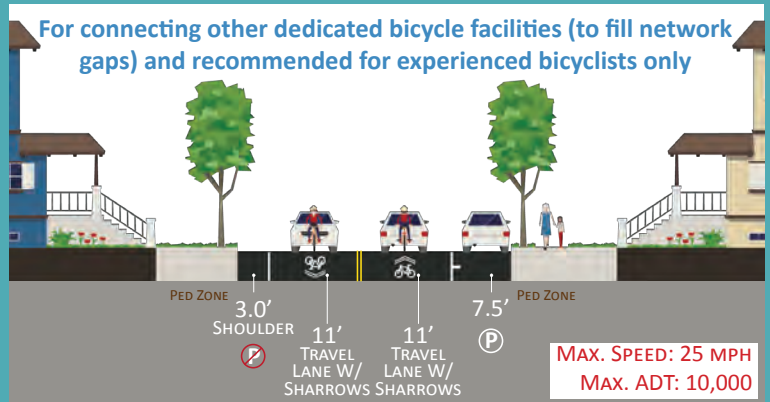 For connecting other dedicated bicycle facilities (to fill network
gaps) and recommended for experienced bicyclists only
PED ZONE
3.0’
SHOULDER
P
11’
TRAVEL
LANE W/
SHARROWS
11’
TRAVEL
LANE W/
SHARROWS
7.5’
P
PED ZONE
MAX. SPEED: 25 MPH
MAX. ADT: 10,000